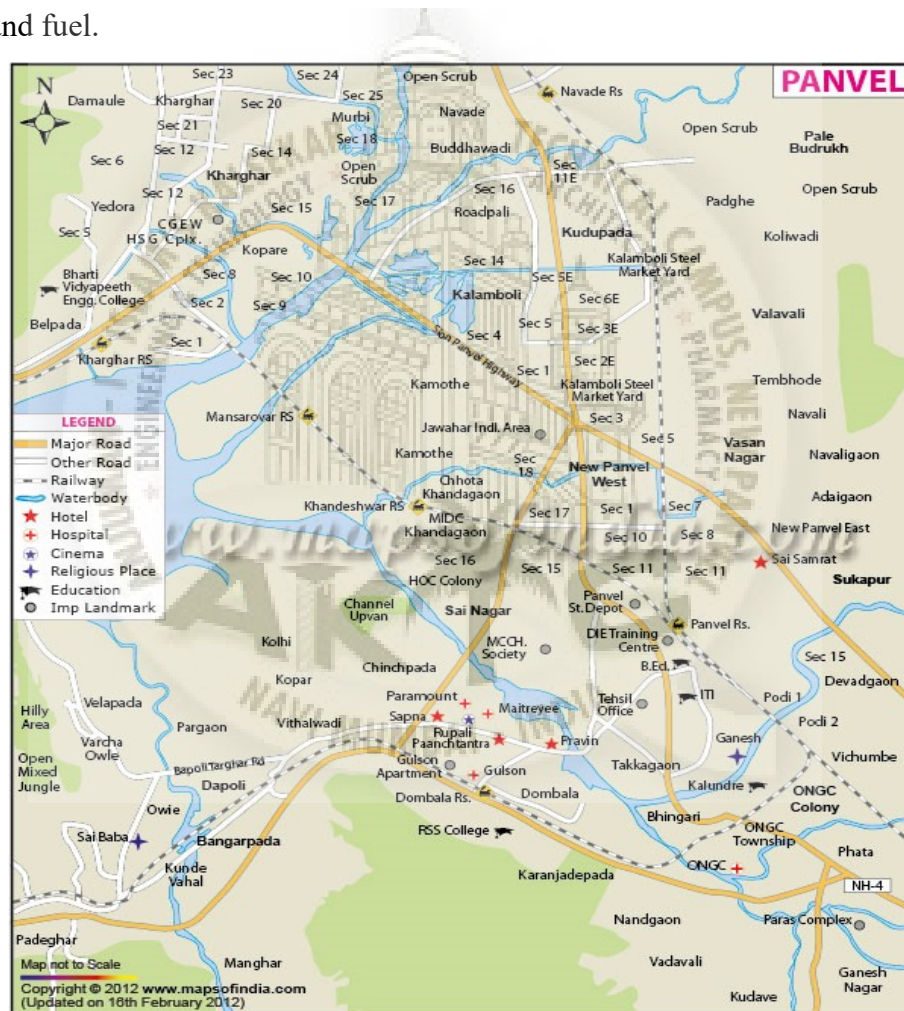 and fuel.
PANVEL
N
Sec 23
Sec 24
Open Scrub
Navade Rs
Damaule
Kharghar
Sec 20
Sec 25
Murbi
Navade
Open Scrub
Sec 21
Sec 18
Buddhawadi
Pale
Budrukh
Sec 6
Sec 12
Sec 14
Kharghar
Open
Scrub
Sec
11E
Open Scrub
Sec 12
Yedora
Sec 15
Sec 17
Sec 16
Roadpali
Padghe
CGEW
HSG Cplx.
Sec 5
Kopare
Kudupada
Koliwadi
Bharti
Vidyapeeth
Engg. College
Sec 8
Sec 10
Sec 14
Kalamboli Steel
Market Yard
Sec 5E
Sec 2
Sec 9
Kalamboli
Sec 6E
Valavali
Belpada
Sec 1
Sec 4
Sec 5
Sec 3E
Kharghar RS
Sion Panvel Highway
Sec 1
Sec 2E
Kamothe
Kalamboli Steel
Market Yard
Tembhode
Mansarovar RS
Sec 3
Navali
Jawahar Indl. Area
Sec 5
Vasan
Nagar
Navaligaon
Kamothe
Sec
18
New Panvel
West
Chhota
Khandagaon
Adaigaon
Khandeshwar RS
MIDC
Khandagaon
Sec 17
Sec 1
Sec 7
New Panvel East
Sec 10
Sec 8
Sai Samrat
Sec 16
Sec 15
Sec 11
Sec 11
Sukapur
HOC Colony
LEGEND
Major Road
Other Road
Railway
Waterbody
Hotel
Hospital
Cinema
Religious Place
Education
Imp Landmark
Channel
Upvan
Sai Nagar
Panvel
St. Depot
Panvel Rs.
Kolhi
MCCH.
Society
DIE Training
Centre
Sec 15
Chinchpada
B.Ed.
Devadgaon
Kopar
Paramount
Maitreyee
Tehsil
Office
ITI
Podi 1
Velapada
Sapna
Hilly
Area
Pargaon
Vithalwadi
Rupali
Paanchtantra
Pravin
Ganesh
Podi 2
Varcha
Owle
Gulson
Apartment
Takkagaon
Vichumbe
Open
Mixed
Jungle
Bapoli Targhar Rd
Dapoli
Gulson
Kalundre
Dombala Rs.
Dombala
ONGC
Colony
Owie
Bhingari
Sai Baba
Bangarpada
RSS College
ONGC
Township
Phata
Kunde
Vahal
Karanjadepada
ONGC
NH-4
Nandgaon
Paras Complex
Padeghar
Map not to Scale
Manghar
Vadavali
Ganesh
Nagar
Copyright © 2012 www.mapsofindia.com
(Updated on 16th February 2012)
Kudave
www.mapsofindia.com